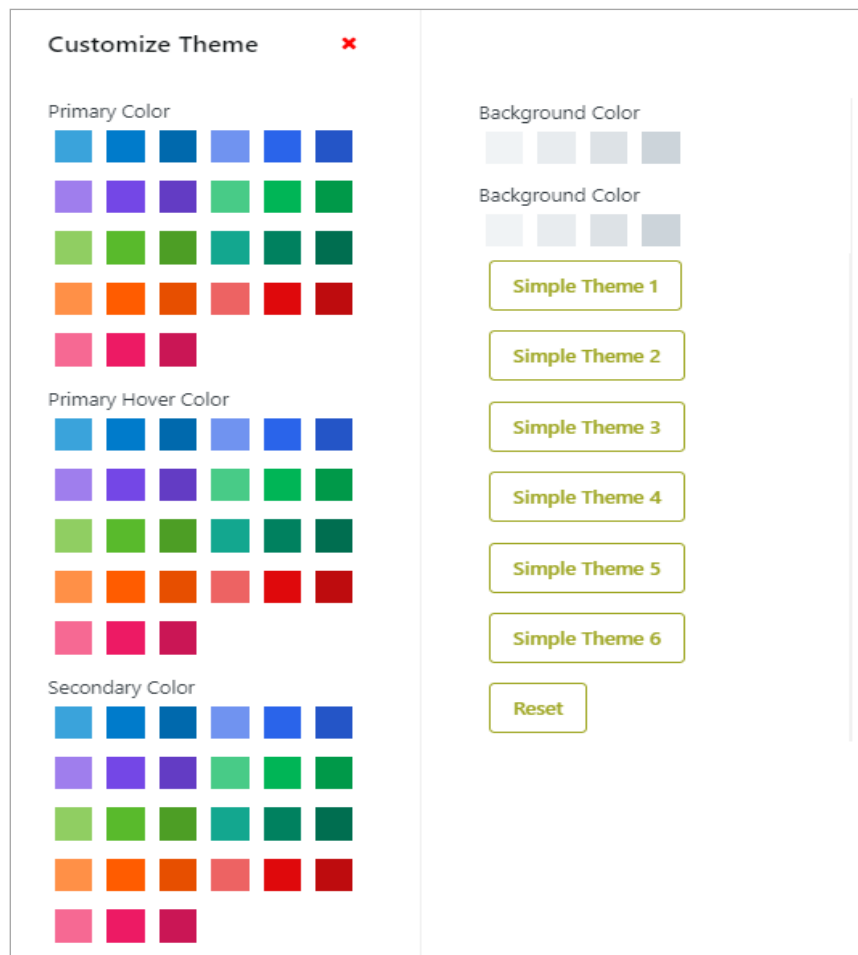 Customize Theme
Primary Color
Primary Hover Color
Secondary Color
Background Color
Background Color
Simple Theme 1
Simple Theme 2
Simple Theme 3
Simple Theme 4
Simple Theme 5
Simple Theme 6
Reset